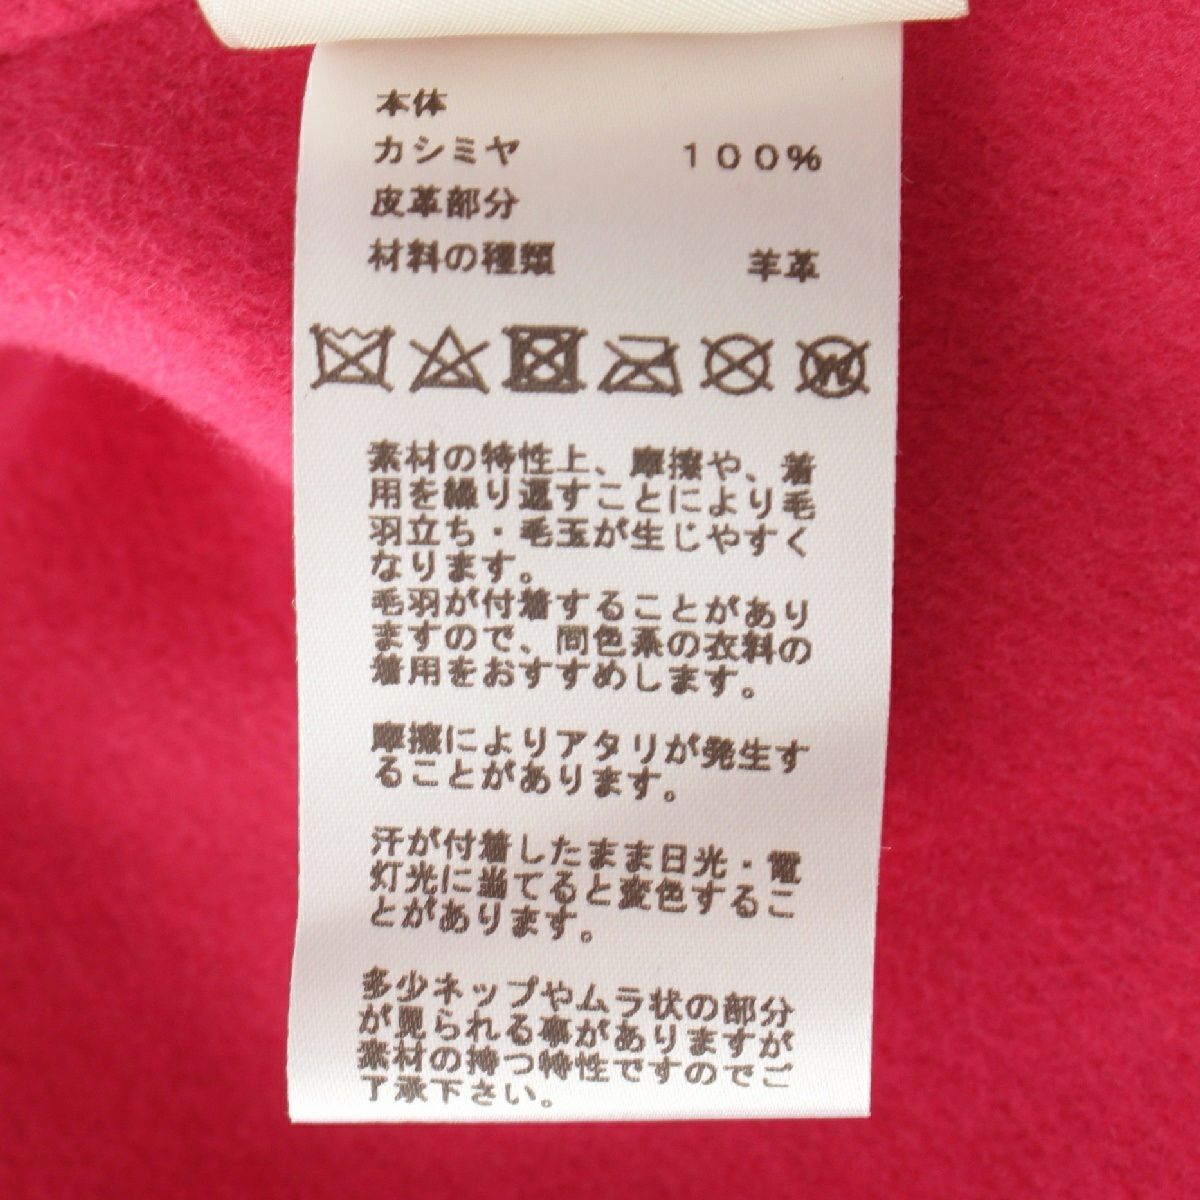 本体
カシミヤ 100%
皮革部分
材料の種類 羊革
素材の特性上、摩擦や、着
用を繰り返すことにより毛
羽立ち・毛玉が生じやすく
なります。
毛羽が付着することがあり
ますので、同色系の衣料の
着用をおすすめします。
摩擦によりアタリが発生す
ることがあります。
汗が付着したまま日光・電
灯光に当てると変色するこ
とがあります。
多少ネップやムラ状の部分
が見られる事がありますが
素材の持つ特性ですのでご
了承下さい。